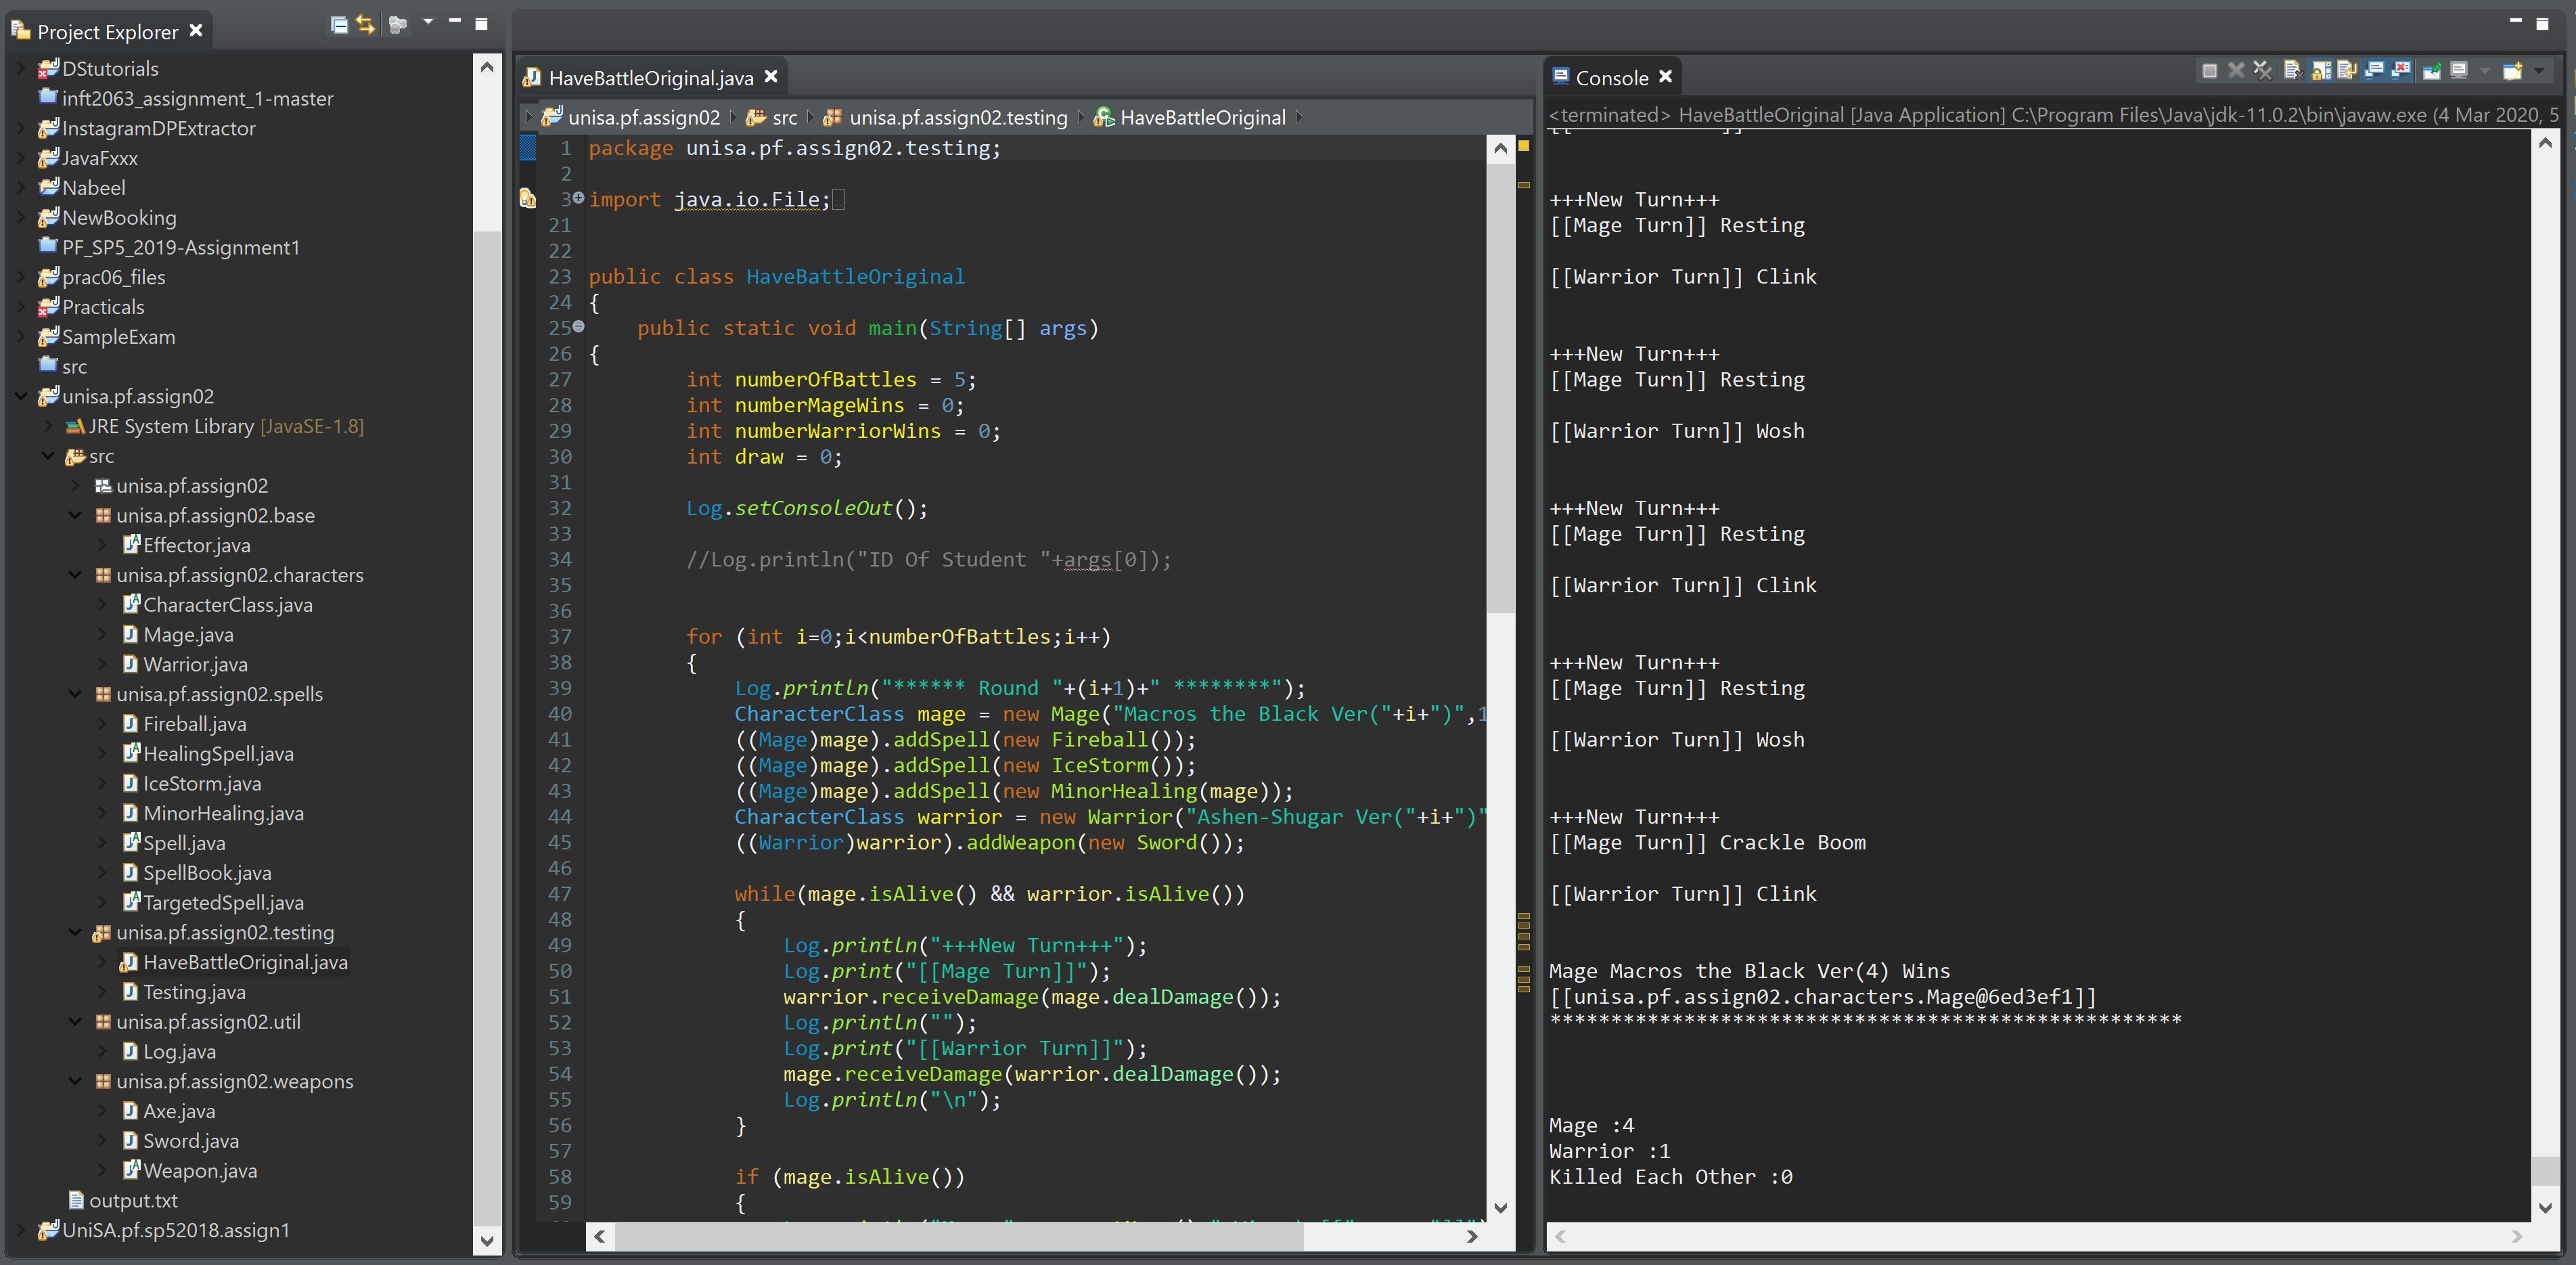 Project Explorer
DStutorials
inft2063_assignment_1-master
InstagramDPExtractor
JavaFxxx
Nabeel
NewBooking
PF_SP5_2019-Assignment1
prac06_files
Practicals
SampleExam
src
unisa.pf.assign02
JRE System Library [JavaSE-1.8]
src
unisa.pf.assign02
unisa.pf.assign02.base
Effector.java
unisa.pf.assign02.characters
CharacterClass.java
Mage.java
Warrior.java
unisa.pf.assign02.spells
Fireball.java
HealingSpell.java
IceStorm.java
MinorHealing.java
Spell.java
SpellBook.java
TargetedSpell.java
unisa.pf.assign02.testing
HaveBattleOriginal.java
Testing.java
unisa.pf.assign02.util
Log.java
unisa.pf.assign02.weapons
Axe.java
Sword.java
Weapon.java
output.txt
UniSA.pf.sp52018.assign1
HaveBattleOriginal.java
unisa.pf.assign02 src unisa.pf.assign02.testing HaveBattleOriginal
1 package unisa.pf.assign02.testing;
2
3 import java.io.File;
21
22
23 public class HaveBattleOriginal
24 {
25 public static void main(String[] args)
26 {
27 int numberOfBattles = 5;
28 int numberMageWins = 0;
29 int numberWarriorWins = 0;
30 int draw = 0;
31
32 Log.setConsoleOut();
33
34 //Log.println("ID Of Student "+args[0]);
35
36
37 for (int i=0;i<numberOfBattles;i++)
38 {
39 Log.println("****** Round "+(i+1)+" ********");
40 CharacterClass mage = new Mage("Macros the Black Ver("+i+")",1
41 ((Mage)mage).addSpell(new Fireball());
42 ((Mage)mage).addSpell(new IceStorm());
43 ((Mage)mage).addSpell(new MinorHealing(mage));
44 CharacterClass warrior = new Warrior("Ashen-Shugar Ver("+i+")"
45 ((Warrior)warrior).addWeapon(new Sword());
46
47 while(mage.isAlive() && warrior.isAlive())
48 {
49 Log.println("+++New Turn+++");
50 Log.print("[[Mage Turn]]");
51 warrior.receiveDamage(mage.dealDamage());
52 Log.println("");
53 Log.print("[[Warrior Turn]]");
54 mage.receiveDamage(warrior.dealDamage());
55 Log.println("\n");
56 }
57
58 if (mage.isAlive())
59 {
Console
<terminated> HaveBattleOriginal [Java Application] C:\Program Files\Java\jdk-11.0.2\bin\javaw.exe (4 Mar 2020, 5
+++New Turn+++
[[Mage Turn]] Resting
[[Warrior Turn]] Clink
+++New Turn+++
[[Mage Turn]] Resting
[[Warrior Turn]] Wosh
+++New Turn+++
[[Mage Turn]] Resting
[[Warrior Turn]] Clink
+++New Turn+++
[[Mage Turn]] Resting
[[Warrior Turn]] Wosh
+++New Turn+++
[[Mage Turn]] Crackle Boom
[[Warrior Turn]] Clink
Mage Macros the Black Ver(4) Wins
[[unisa.pf.assign02.characters.Mage@6ed3ef1]]
****************************************************
Mage :4
Warrior :1
Killed Each Other :0